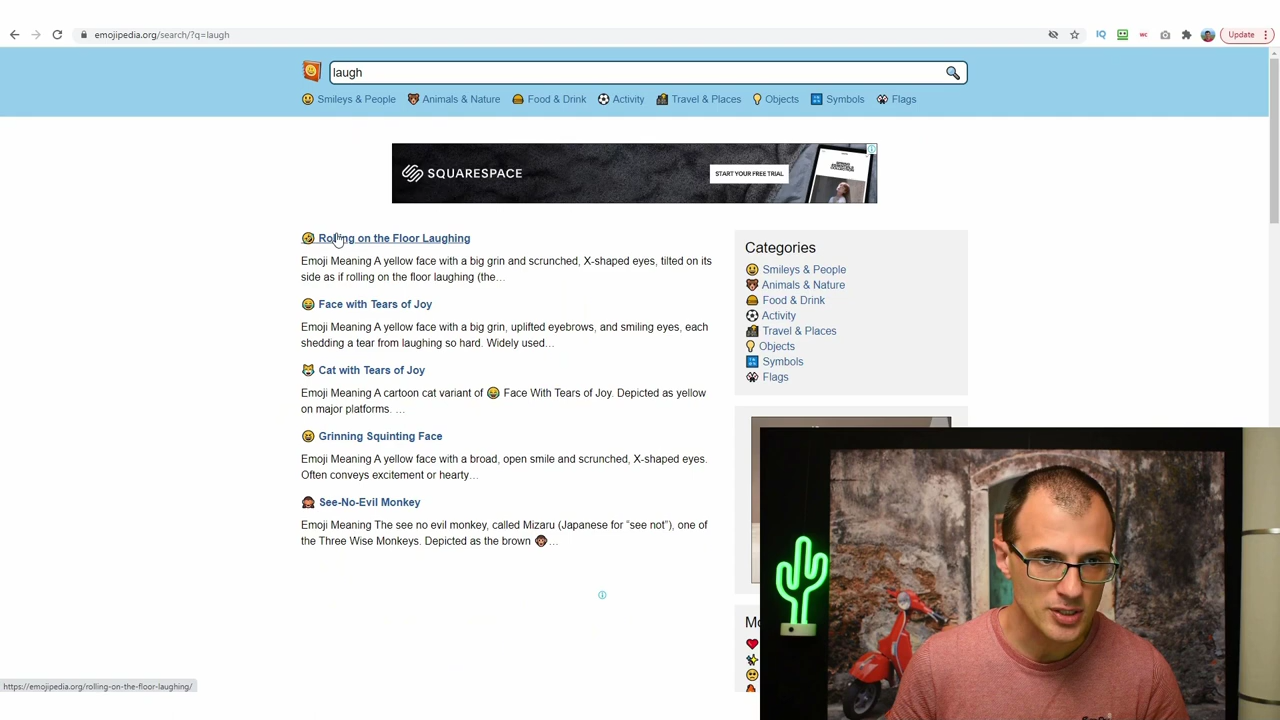 emojipedia.org/search/?q=laugh
Update
laugh
Smileys & People Animals & Nature Food & Drink Activity Travel & Places Objects Symbols Flags
SQUARESPACE
START YOUR FREE TRIAL
Rolling on the Floor Laughing
Emoji Meaning A yellow face with a big grin and scrunched, X-shaped eyes, tilted on its
side as if rolling on the floor laughing (the…
Face with Tears of Joy
Emoji Meaning A yellow face with a big grin, uplifted eyebrows, and smiling eyes, each
shedding a tear from laughing so hard. Widely used…
Cat with Tears of Joy
Emoji Meaning A cartoon cat variant of 😂 Face With Tears of Joy. Depicted as yellow
on major platforms. …
Grinning Squinting Face
Emoji Meaning A yellow face with a broad, open smile and scrunched, X-shaped eyes.
Often conveys excitement or hearty…
See-No-Evil Monkey
Emoji Meaning The see no evil monkey, called Mizaru (Japanese for “see not”), one of
the Three Wise Monkeys. Depicted as the brown 🐵…
Categories
Smileys & People
Animals & Nature
Food & Drink
Activity
Travel & Places
Objects
Symbols
Flags
https://emojipedia.org/rolling-on-the-floor-laughing/